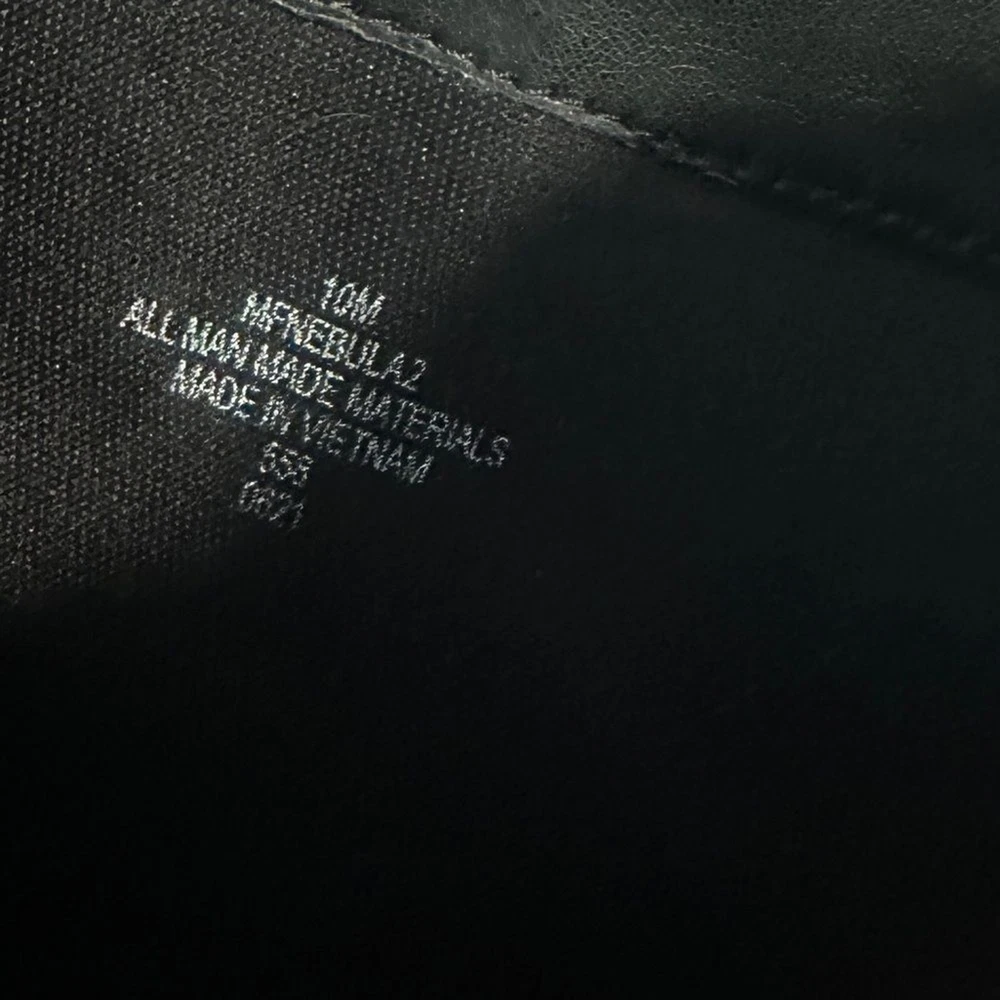 10M
MFNEBULA2
ALL MAN MADE MATERIALS
MADE IN VIETNAM